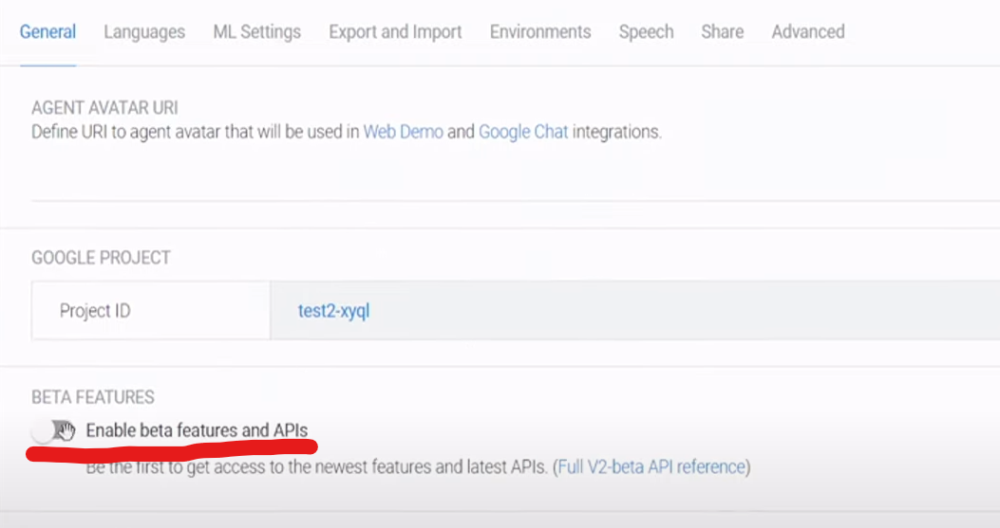 General Languages ML Settings Export and Import Environments Speech Share Advanced
AGENT AVATAR URI
Define URI to agent avatar that will be used in Web Demo and Google Chat integrations.
GOOGLE PROJECT
Project ID test2-xyql
BETA FEATURES
Enable beta features and APIs
Be the first to get access to the newest features and latest APIs. (Full V2-beta API reference)